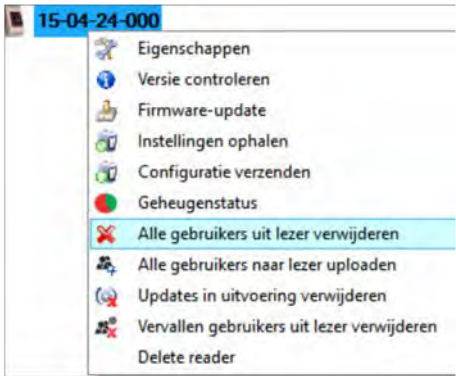 15-04-24-000
Eigenschappen
Versie controleren
Firmware-update
Instellingen ophalen
Configuratie verzenden
Geheugenstatus
Alle gebruikers uit lezer verwijderen
Alle gebruikers naar lezer uploaden
Updates in uitvoering verwijderen
Vervallen gebruikers uit lezer verwijderen
Delete reader